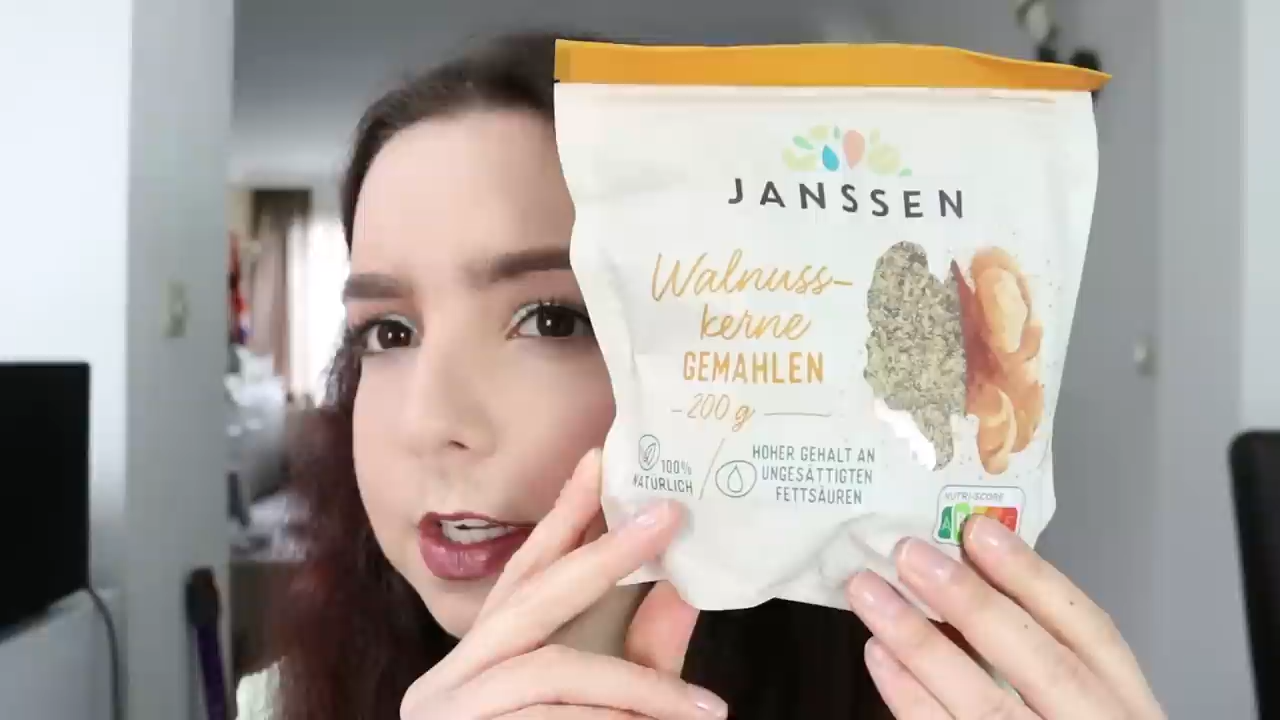 JANSSEN
Walnuss-
kerne
GEMAHLEN
200 g
100%
NATÜRLICH
HOHER GEHALT AN
UNGESÄTTIGTEN
FETTSÄUREN
NUTRI-SCORE
A